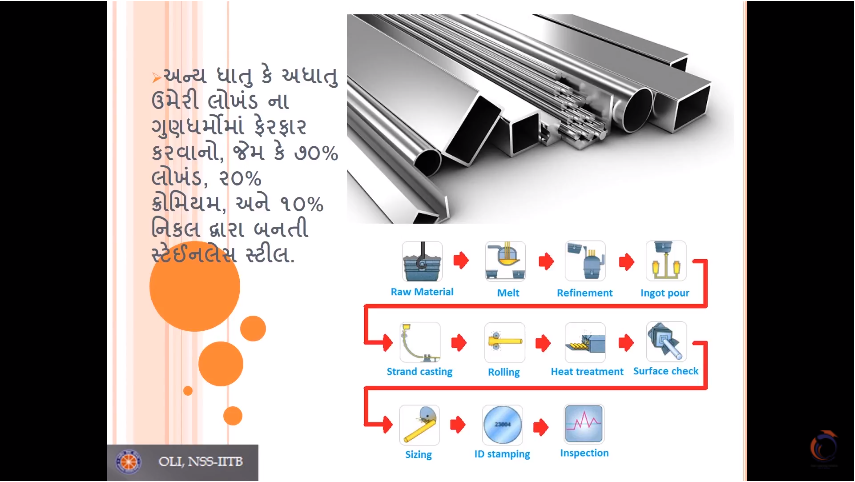 અન્ય ધાતુ કે અધાતુ
ઉમેરી લોખંડ ના
ગુણધર્મોમાં ફેરફાર
કરવાનો, જેમ કે ૭૦%
લોખંડ, ૨૦%
ક્રોમિયમ, અને ૧૦%
નિકલ દ્વારા બનતી
સ્ટેઈનલેસ સ્ટીલ.
Raw Material
Melt
Refinement
Ingot pour
Strand casting
Rolling
Heat treatment
Surface check
Sizing
ID stamping
Inspection
OLI, NSS-IITB